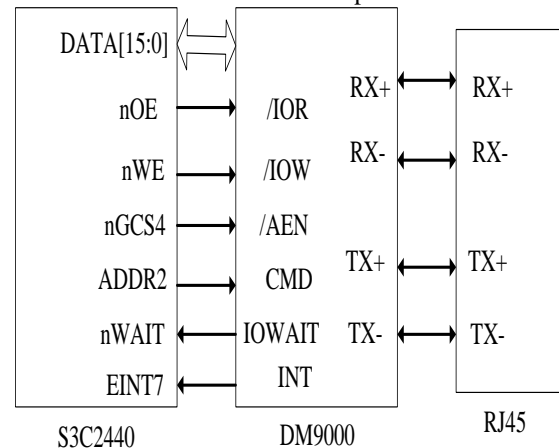 DATA[15:0]
nOE /IOR RX+ RX+
nWE /IOW RX- RX-
nGCS4 /AEN
ADDR2 CMD TX+ TX+
nWAIT IOWAIT TX- TX-
EINT7 INT
S3C2440 DM9000 RJ45